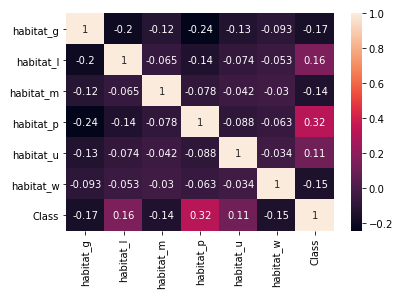 habitat_g 1 -0.2 -0.12 -0.24 -0.13 -0.093 -0.17
habitat_l -0.2 1 -0.065 -0.14 -0.074 -0.053 0.16
habitat_m -0.12 -0.065 1 -0.078 -0.042 -0.03 -0.14
habitat_p -0.24 -0.14 -0.078 1 -0.088 -0.063 0.32
habitat_u -0.13 -0.074 -0.042 -0.088 1 -0.034 0.11
habitat_w -0.093 -0.053 -0.03 -0.063 -0.034 1 -0.15
Class -0.17 0.16 -0.14 0.32 0.11 -0.15 1
habitat_g habitat_l habitat_m habitat_p habitat_u habitat_w Class
1.0
0.8
0.6
0.4
0.2
0.0
−0.2